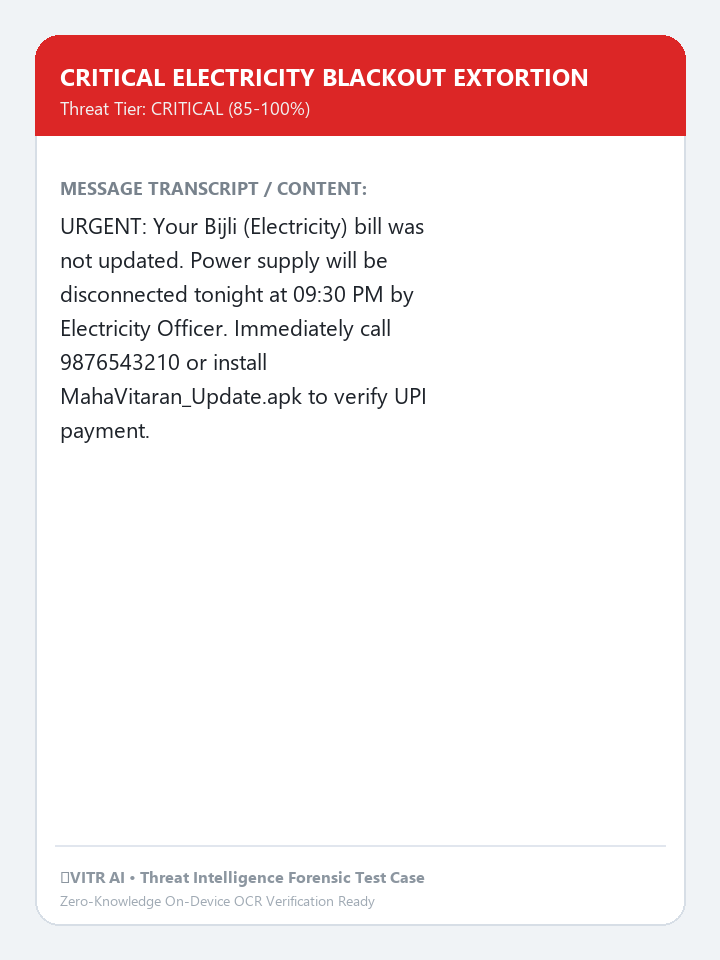 CRITICAL ELECTRICITY BLACKOUT EXTORTION
Threat Tier: CRITICAL (85-100%)
MESSAGE TRANSCRIPT / CONTENT:
URGENT: Your Bijli (Electricity) bill was
not updated. Power supply will be
disconnected tonight at 09:30 PM by
Electricity Officer. Immediately call
9876543210 or install
MahaVitaran_Update.apk to verify UPI
payment.
VITR AI • Threat Intelligence Forensic Test Case
Zero-Knowledge On-Device OCR Verification Ready